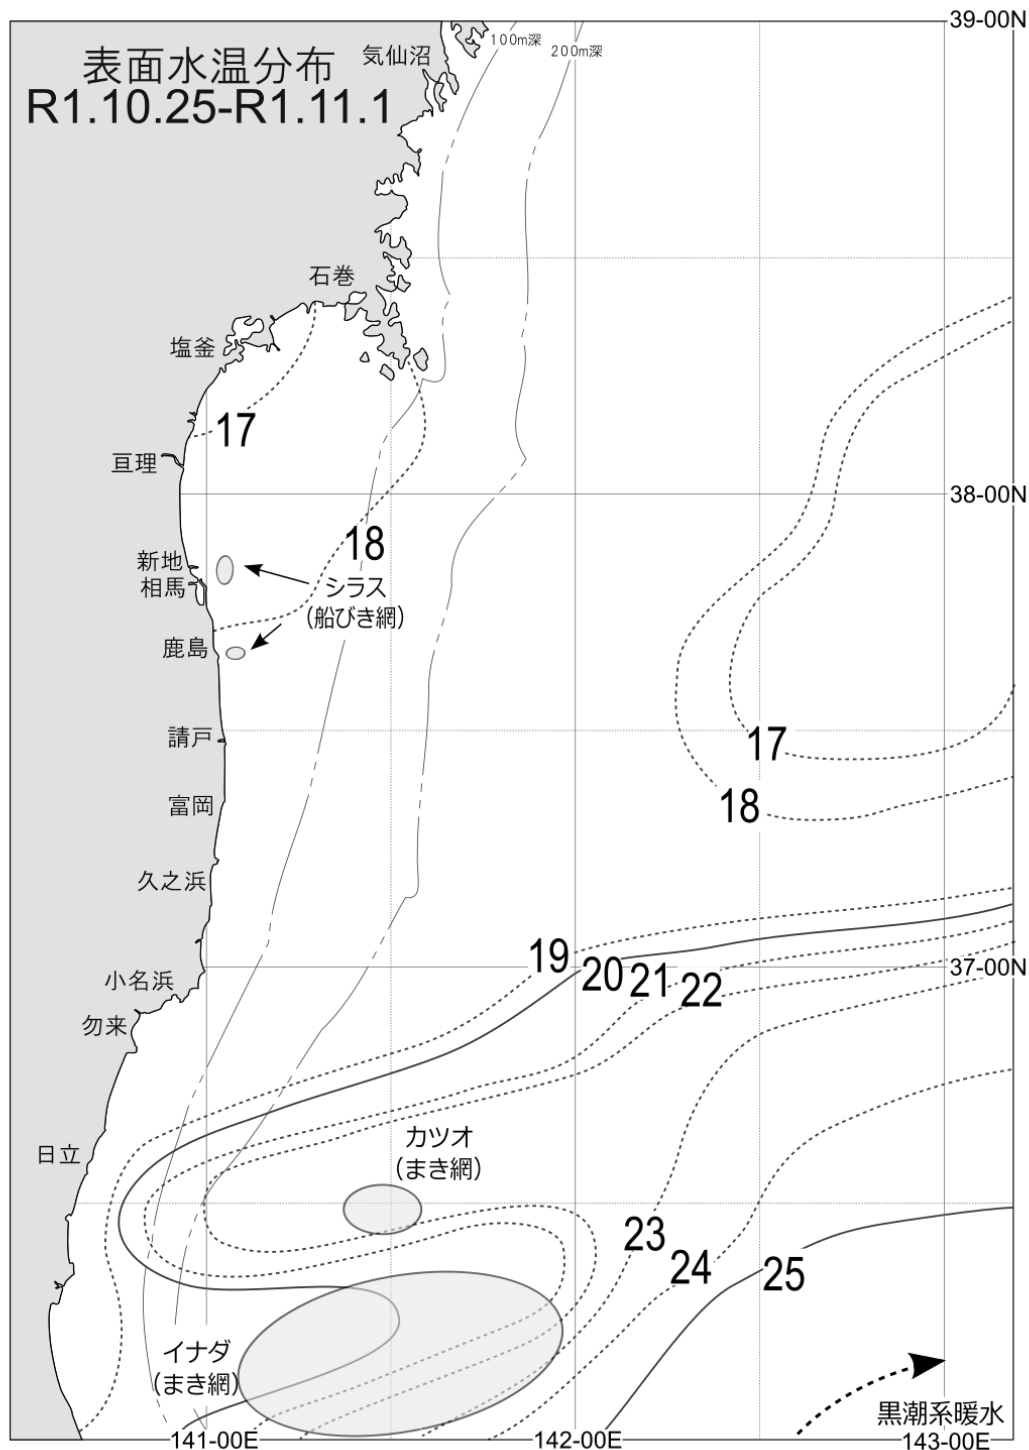 39-00N
100m深
200m深
気仙沼
表面水温分布
R1.10.25-R1.11.1
石巻
塩釜
17
亘理
38-00N
18
新地
相馬
シラス
(船びき網)
鹿島
請戸
17
富岡
18
久之浜
19
20
21
22
37-00N
小名浜
勿来
カツオ
(まき網)
日立
23
24
25
イナダ
(まき網)
黒潮系暖水
141-00E
142-00E
143-00E